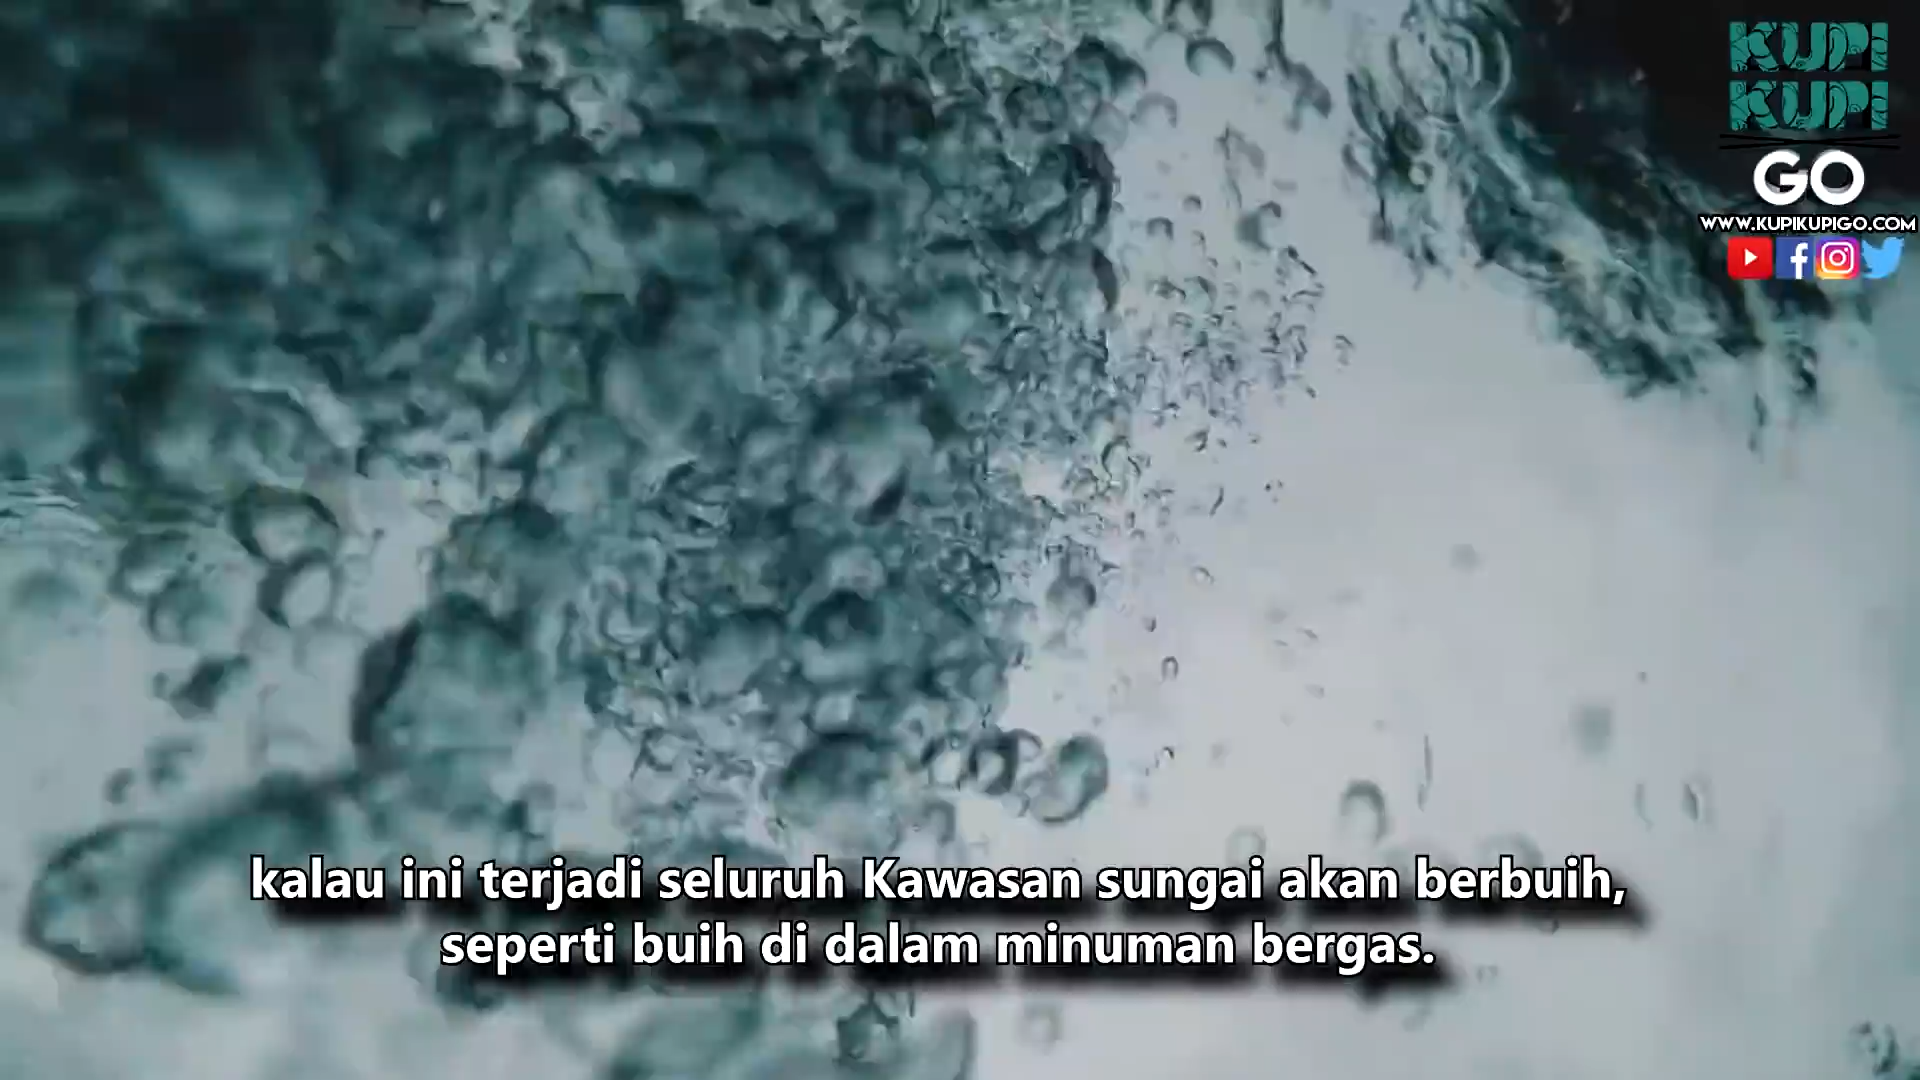 KUPI
KUPI
GO
WWW.KUPIKUPIGO.COM
kalau ini terjadi seluruh Kawasan sungai akan berbuih,
seperti buih di dalam minuman bergas.